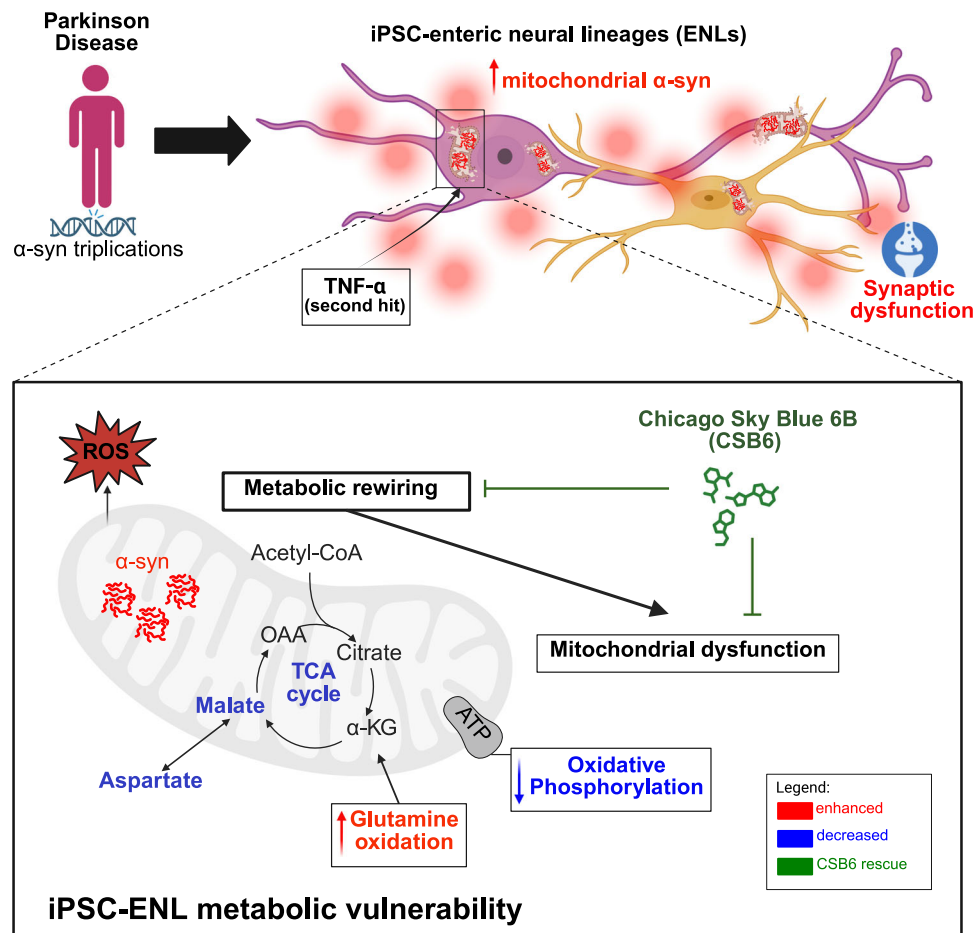 Parkinson
Disease
α-syn triplications
iPSC-enteric neural lineages (ENLs)
mitochondrial α-syn
TNF-α
(second hit)
Synaptic
dysfunction
Chicago Sky Blue 6B
(CSB6)
ROS
Metabolic rewiring
α-syn
Acetyl-CoA
OAA
Citrate
TCA
cycle
Malate
α-KG
Aspartate
Mitochondrial dysfunction
ATP
Oxidative
Phosphorylation
Glutamine
oxidation
Legend:
enhanced
decreased
CSB6 rescue
iPSC-ENL metabolic vulnerability